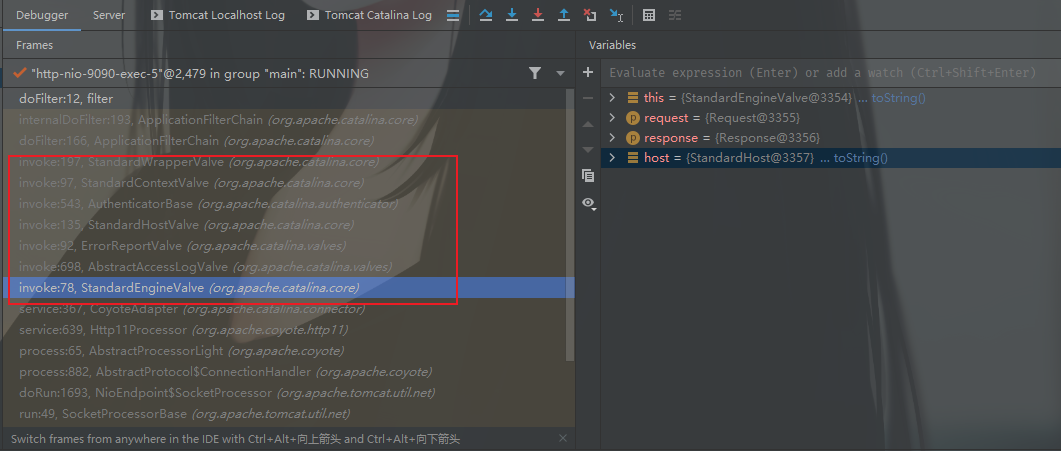 Debugger Server Tomcat Localhost Log Tomcat Catalina Log
Frames
"http-nio-9090-exec-5"@2,479 in group "main": RUNNING
doFilter:12, filter
internalDoFilter:193, ApplicationFilterChain (org.apache.catalina.core)
doFilter:166, ApplicationFilterChain (org.apache.catalina.core)
invoke:197, StandardWrapperValve (org.apache.catalina.core)
invoke:97, StandardContextValve (org.apache.catalina.core)
invoke:543, AuthenticatorBase (org.apache.catalina.authenticator)
invoke:135, StandardHostValve (org.apache.catalina.core)
invoke:92, ErrorReportValve (org.apache.catalina.valves)
invoke:698, AbstractAccessLogValve (org.apache.catalina.valves)
invoke:78, StandardEngineValve (org.apache.catalina.core)
service:367, CoyoteAdapter (org.apache.catalina.connector)
service:639, Http11Processor (org.apache.coyote.http11)
process:65, AbstractProcessorLight (org.apache.coyote)
process:882, AbstractProtocol$ConnectionHandler (org.apache.coyote)
doRun:1693, NioEndpoint$SocketProcessor (org.apache.tomcat.util.net)
run:49, SocketProcessorBase (org.apache.tomcat.util.net)
Switch frames from anywhere in the IDE with Ctrl+Alt+向上箭头 and Ctrl+Alt+向下箭头
Variables
Evaluate expression (Enter) or add a watch (Ctrl+Shift+Enter)
this = {StandardEngineValve@3354} ... toString()
request = {Request@3355}
response = {Response@3356}
host = {StandardHost@3357} ... toString()